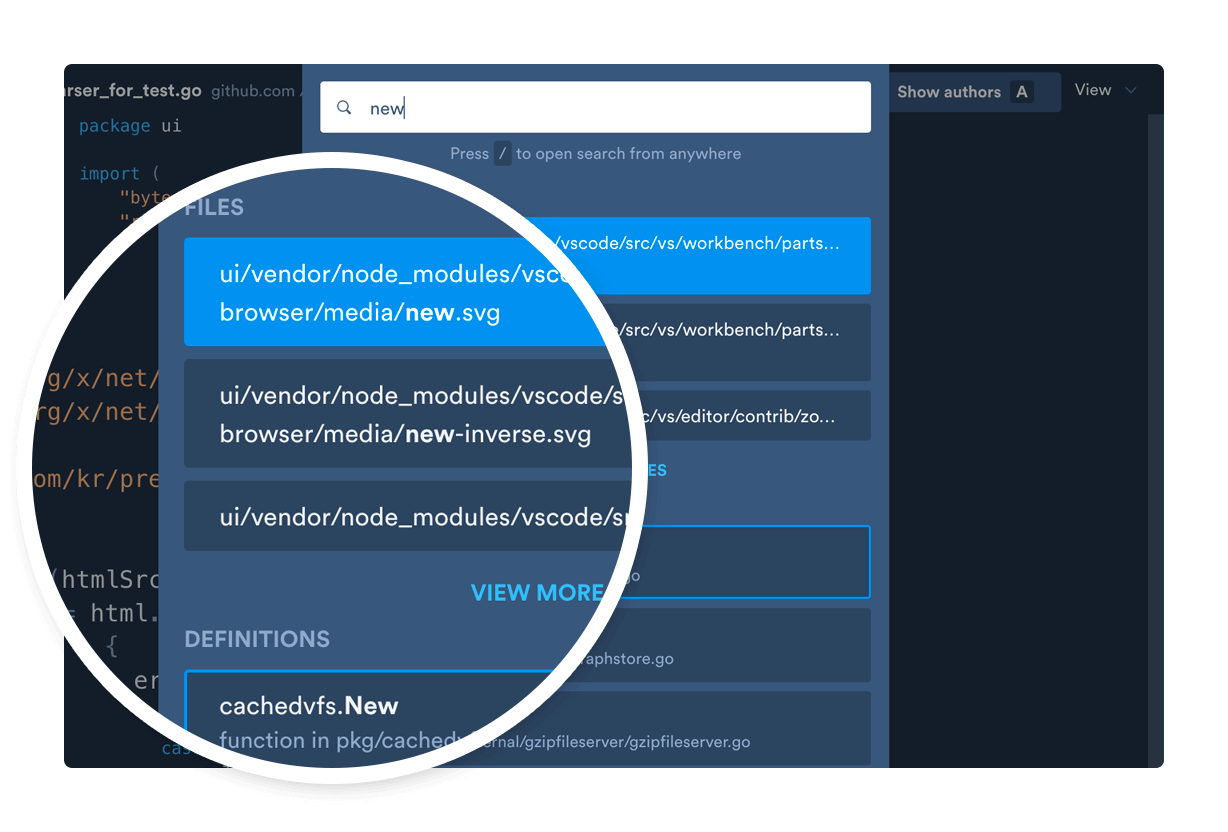 rser_for_test.go github.com
Show authors A
View
package ui
new
Press / to open search from anywhere
import (
"byte
FILES
ui/vendor/node_modules/vsco
browser/media/new.svg
/vscode/src/vs/workbench/parts...
ui/vendor/node_modules/vscode/s
browser/media/new-inverse.svg
/src/vs/workbench/parts...
ui/vendor/node_modules/vscode/sr
c/vs/editor/contrib/zo...
g/x/net/
rg/x/net/
om/kr/pre
ES
VIEW MORE
go
(htmlSrc
= html.
{
er
DEFINITIONS
cachedvfs.New
function in pkg/cachedv
raphstore.go
ernal/gzipfileserver/gzipfileserver.go
cas